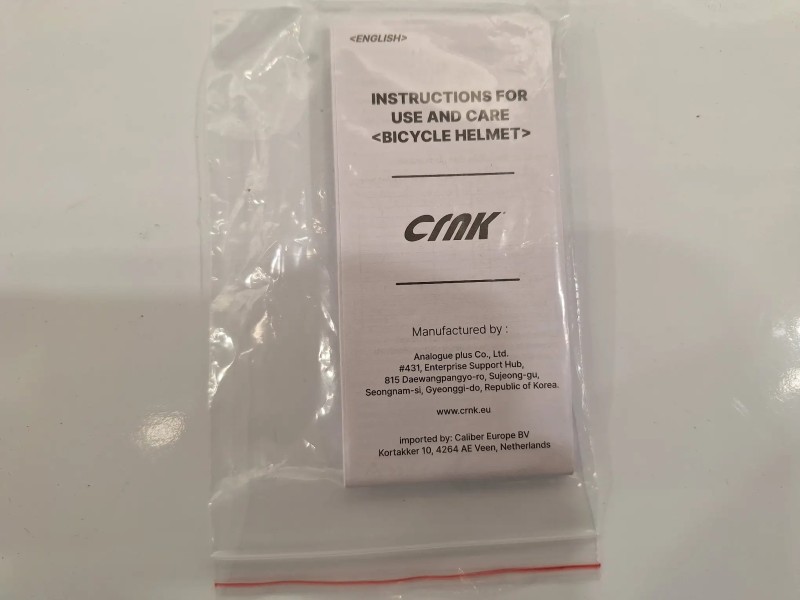 <ENGLISH>
INSTRUCTIONS FOR
USE AND CARE
<BICYCLE HELMET>
crnk
Manufactured by :
Analogue plus Co., Ltd.
#431, Enterprise Support Hub,
815 Daewangpangyo-ro, Sujeong-gu,
Seongnam-si, Gyeonggi-do, Republic of Korea.
www.crnk.eu
imported by: Caliber Europe BV
Kortakker 10, 4264 AE Veen, Netherlands